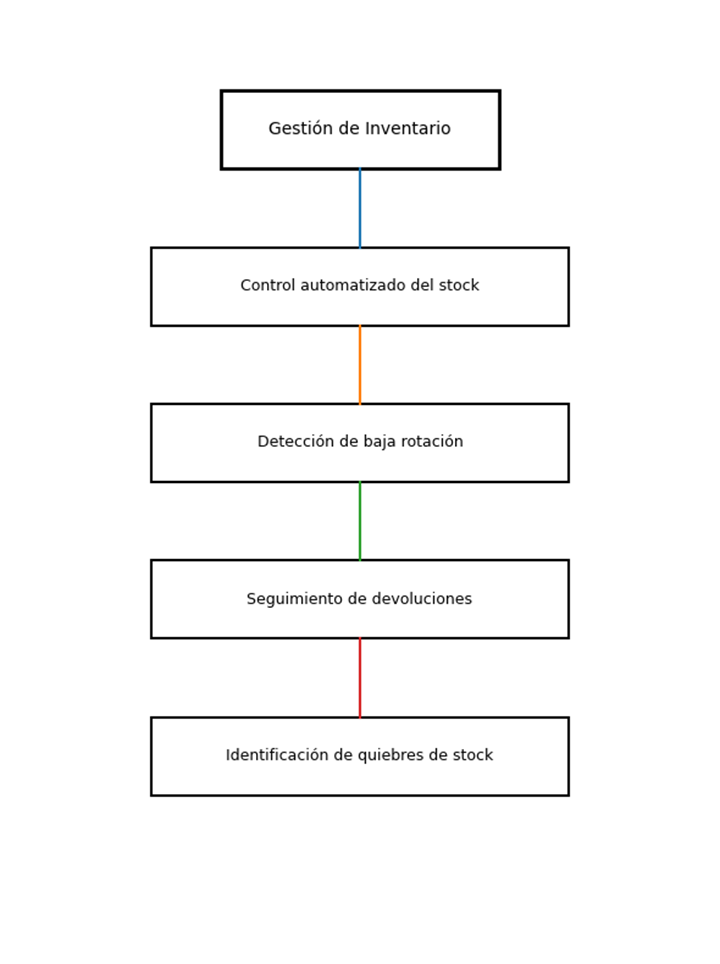 Gestión de Inventario
Control automatizado del stock
Detección de baja rotación
Seguimiento de devoluciones
Identificación de quiebres de stock